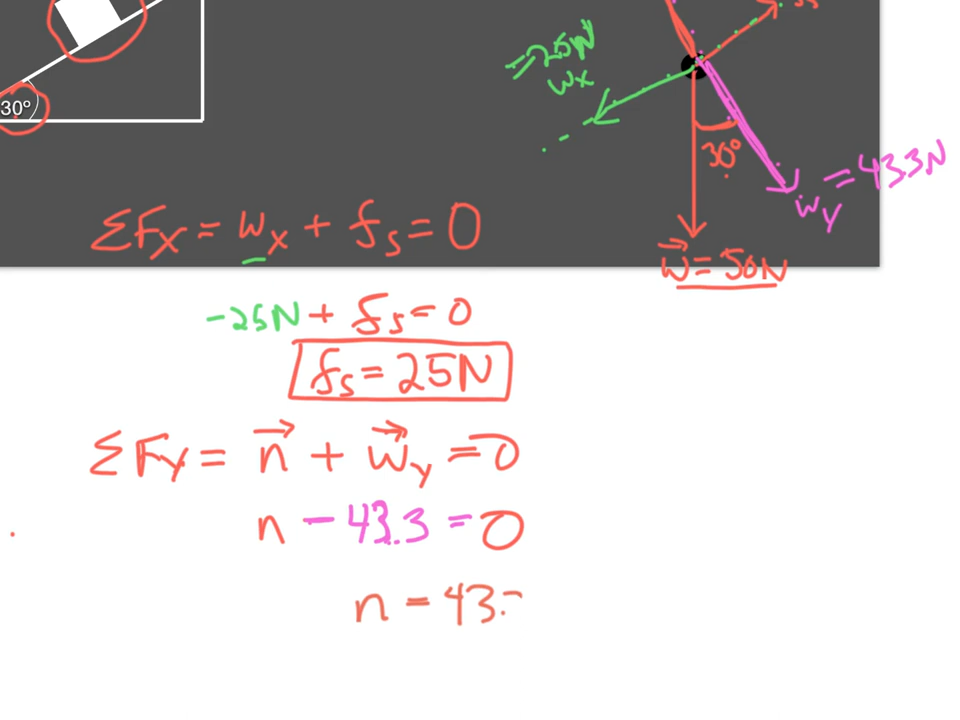 = 25N
wx
30°
30°
wy = 43.3N
w = 50N
ΣFx = wx + fs = 0
-25N + fs = 0
fs = 25N
ΣFy = n + wy = 0
n - 43.3 = 0
n = 43.